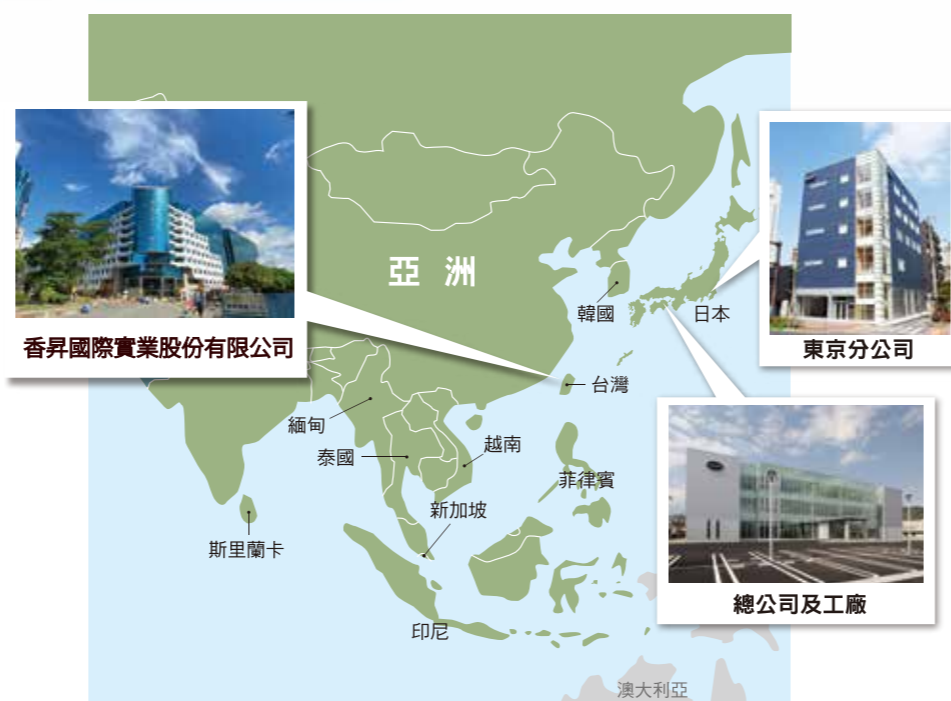 亞洲
韓國
日本
東京分公司
香昇國際實業股份有限公司
台灣
緬甸
泰國
越南
菲律賓
新加坡
斯里蘭卡
總公司及工廠
印尼
澳大利亞